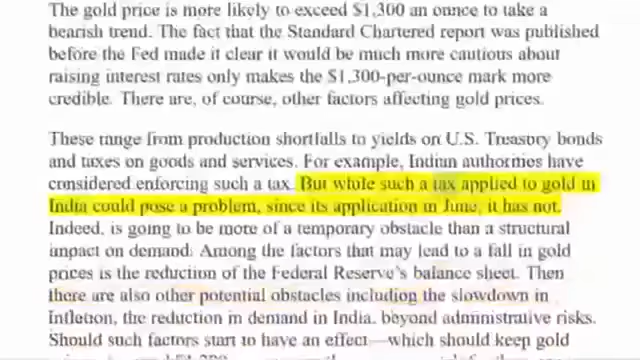 The gold price is more likely to exceed $1,300 an ounce to take a
bearish trend. The fact that the Standard Chartered report was published
before the Fed made it clear it would be much more cautious about
raising interest rates only makes the $1,300-per-ounce mark more
credible. There are, of course, other factors affecting gold prices.
These range from production shortfalls to yields on U.S. Treasury bonds
and taxes on goods and services. For example, Indian authorities have
considered enforcing such a tax. But while such a tax applied to gold in
India could pose a problem, since its application in June, it has not.
Indeed, is going to be more of a temporary obstacle than a structural
impact on demand. Among the factors that may lead to a fall in gold
prices is the reduction of the Federal Reserve's balance sheet. Then
there are also other potential obstacles including the slowdown in
Infletion, the reduction in demand in India, beyond administrative risks.
Should such factors start to have an effect—which should keep gold